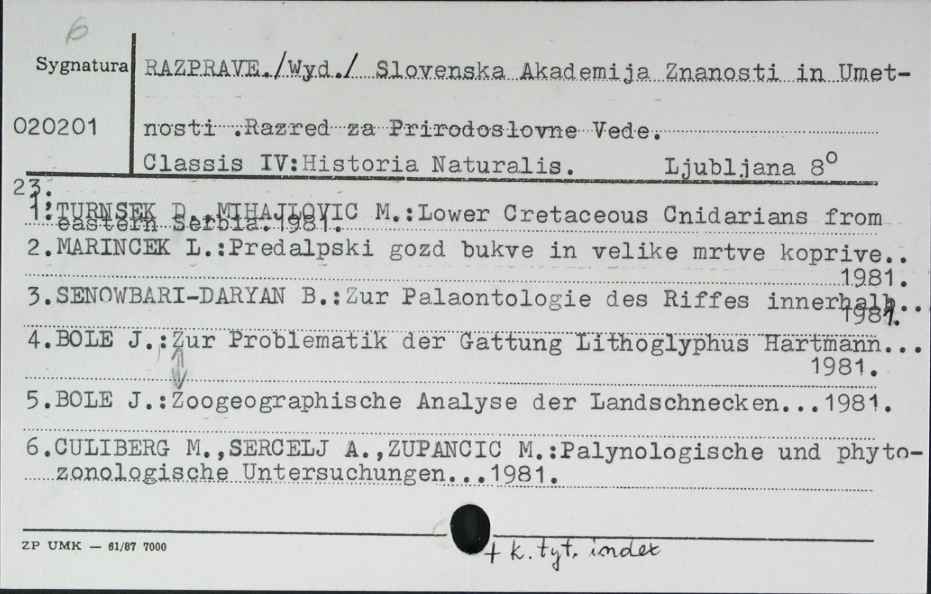 6
Sygnatura RAZPRAVE./Wyd./ Slovenska Akademija Znanosti in Umet-
020201 nosti .Razred za Prirodoslovne Vede.
Classis IV:Historia Naturalis. Ljubljana 8°
23.
1.TURNSEK D.,MIHAJLOVIC M.:Lower Cretaceous Cnidarians from
eastern Serbia.1981.
2.MARINCEK L.:Predalpski gozd bukve in velike mrtve koprive..
1981.
3.SENOWBARI-DARYAN B.:Zur Palaontologie des Riffes innerhalb..
1981.
4.BOLE J.:Zur Problematik der Gattung Lithoglyphus Hartmann...
1981.
5.BOLE J.:Zoogeographische Analyse der Landschnecken...1981.
6.CULIBERG M.,SERCELJ A.,ZUPANCIC M.:Palynologische und phyto-
zonologische Untersuchungen...1981.
ZP UMK — 61/87 7000
+ k. tyt. index